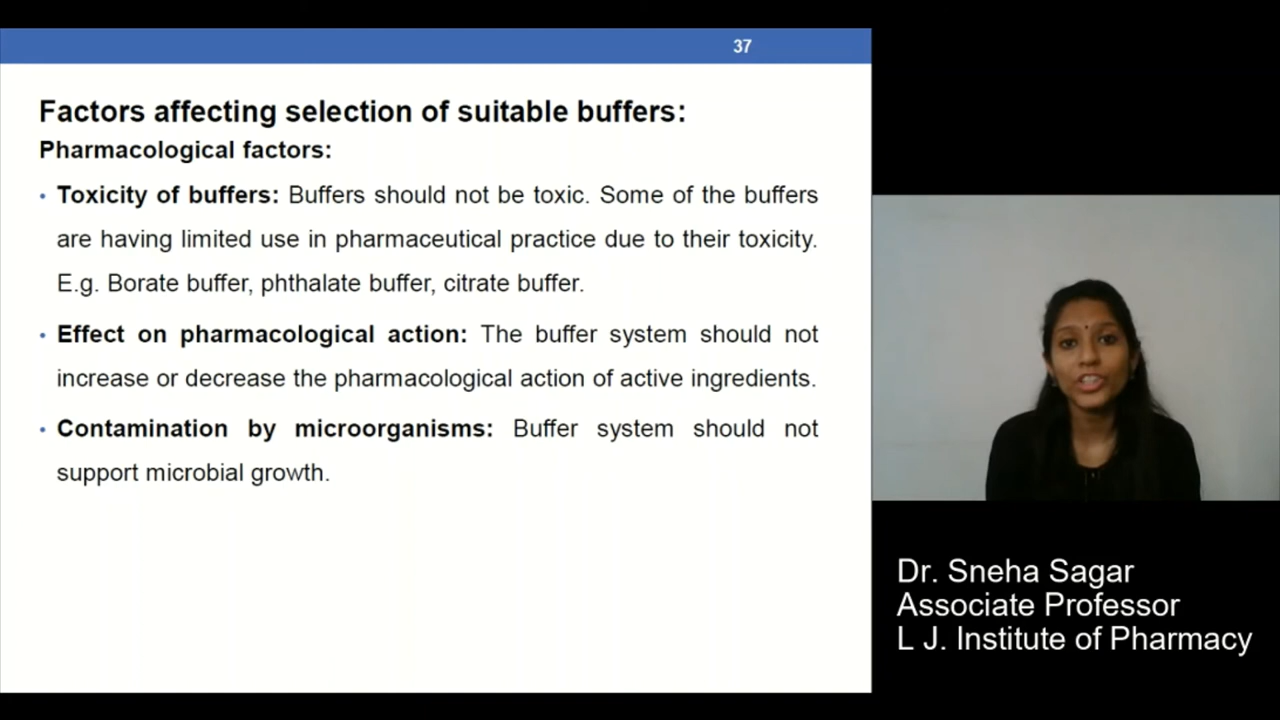 37
Factors affecting selection of suitable buffers:
Pharmacological factors:
• Toxicity of buffers: Buffers should not be toxic. Some of the buffers
are having limited use in pharmaceutical practice due to their toxicity.
E.g. Borate buffer, phthalate buffer, citrate buffer.
• Effect on pharmacological action: The buffer system should not
increase or decrease the pharmacological action of active ingredients.
• Contamination by microorganisms: Buffer system should not
support microbial growth.
Dr. Sneha Sagar
Associate Professor
L J. Institute of Pharmacy